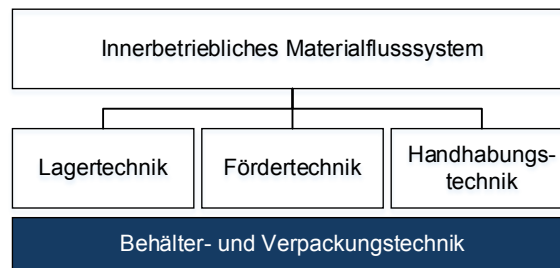 Innerbetriebliches Materialflusssystem
Lagertechnik
Fördertechnik
Handhabungs-
technik
Behälter- und Verpackungstechnik